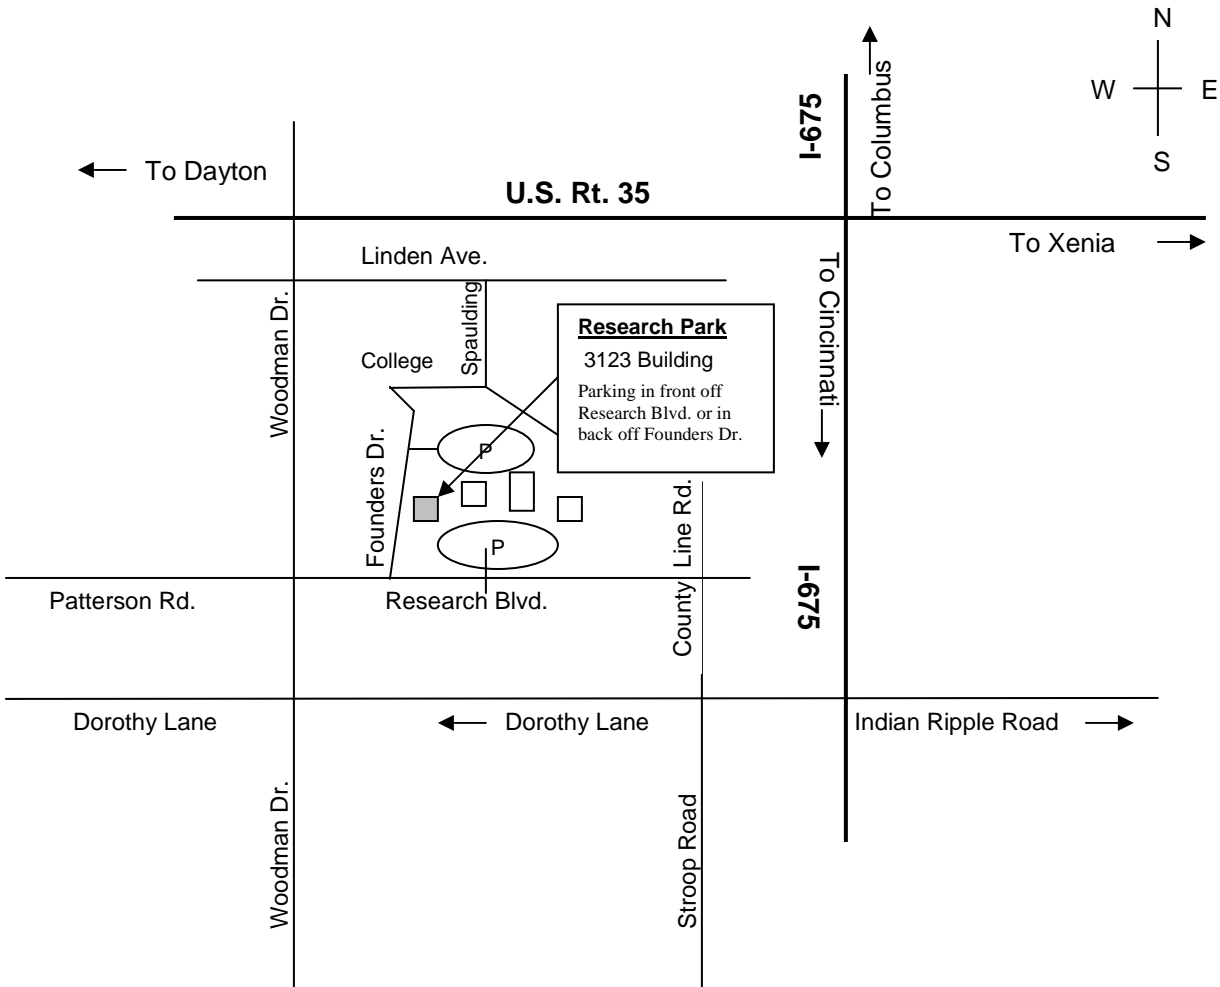 N
W
E
S
I-675
To Columbus
To Dayton
U.S. Rt. 35
To Xenia
Linden Ave.
To Cincinnati
Woodman Dr.
Spaulding
College
Research Park
3123 Building
Parking in front off
Research Blvd. or in
back off Founders Dr.
Founders Dr.
P
P
County Line Rd.
I-675
Patterson Rd.
Research Blvd.
Dorothy Lane
Dorothy Lane
Indian Ripple Road
Woodman Dr.
Stroop Road